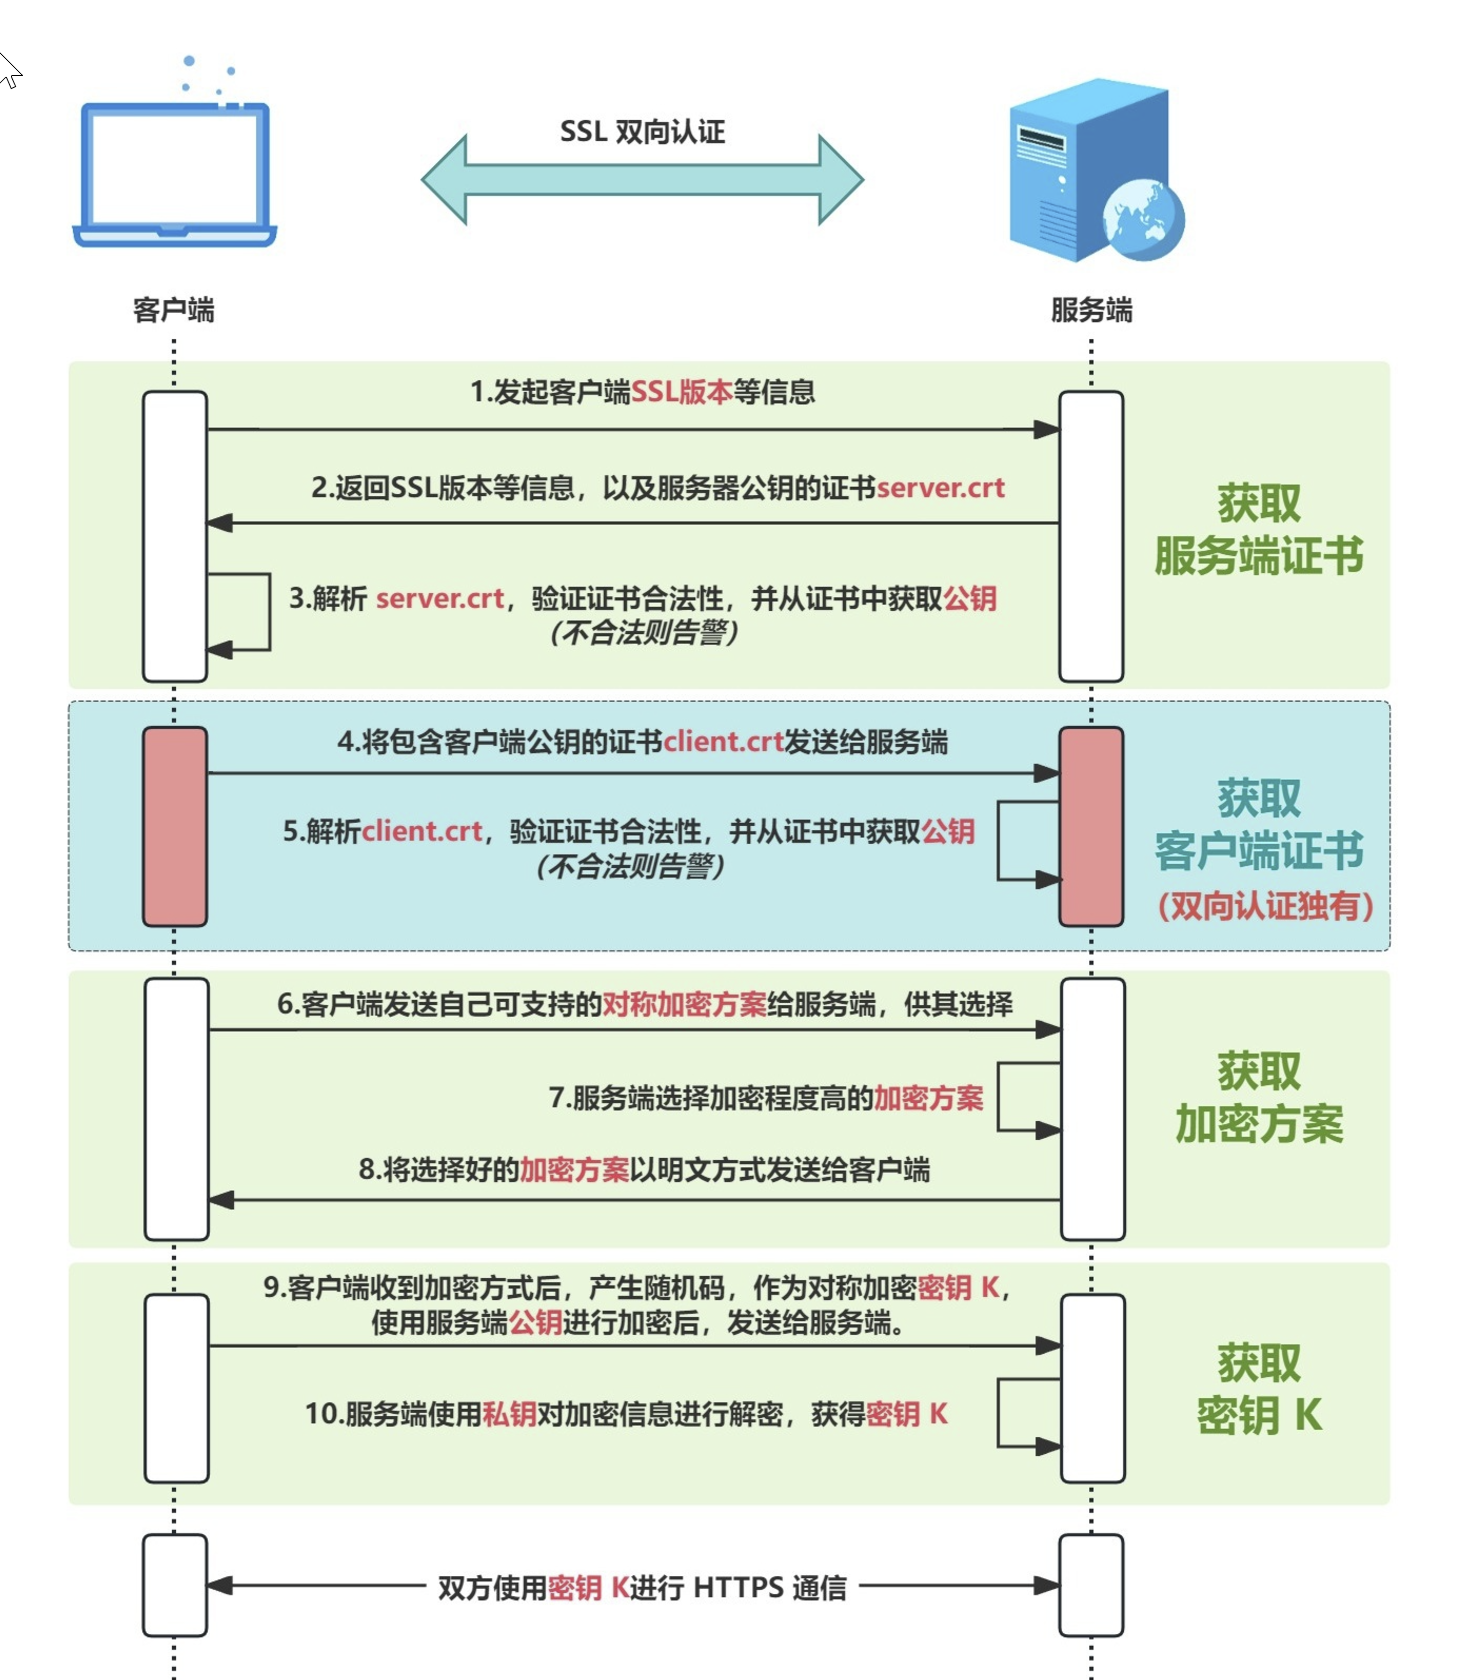 SSL 双向认证
客户端
服务端
1.发起客户端SSL版本等信息
2.返回SSL版本等信息，以及服务器公钥的证书server.crt
3.解析 server.crt，验证证书合法性，并从证书中获取公钥
（不合法则告警）
获取
服务端证书
4.将包含客户端公钥的证书client.crt发送给服务端
5.解析client.crt，验证证书合法性，并从证书中获取公钥
（不合法则告警）
获取
客户端证书
（双向认证独有）
6.客户端发送自己可支持的对称加密方案给服务端，供其选择
7.服务端选择加密程度高的加密方案
8.将选择好的加密方案以明文方式发送给客户端
获取
加密方案
9.客户端收到加密方式后，产生随机码，作为对称加密密钥 K，
使用服务端公钥进行加密后，发送给服务端。
10.服务端使用私钥对加密信息进行解密，获得密钥 K
获取
密钥 K
双方使用密钥 K进行 HTTPS 通信